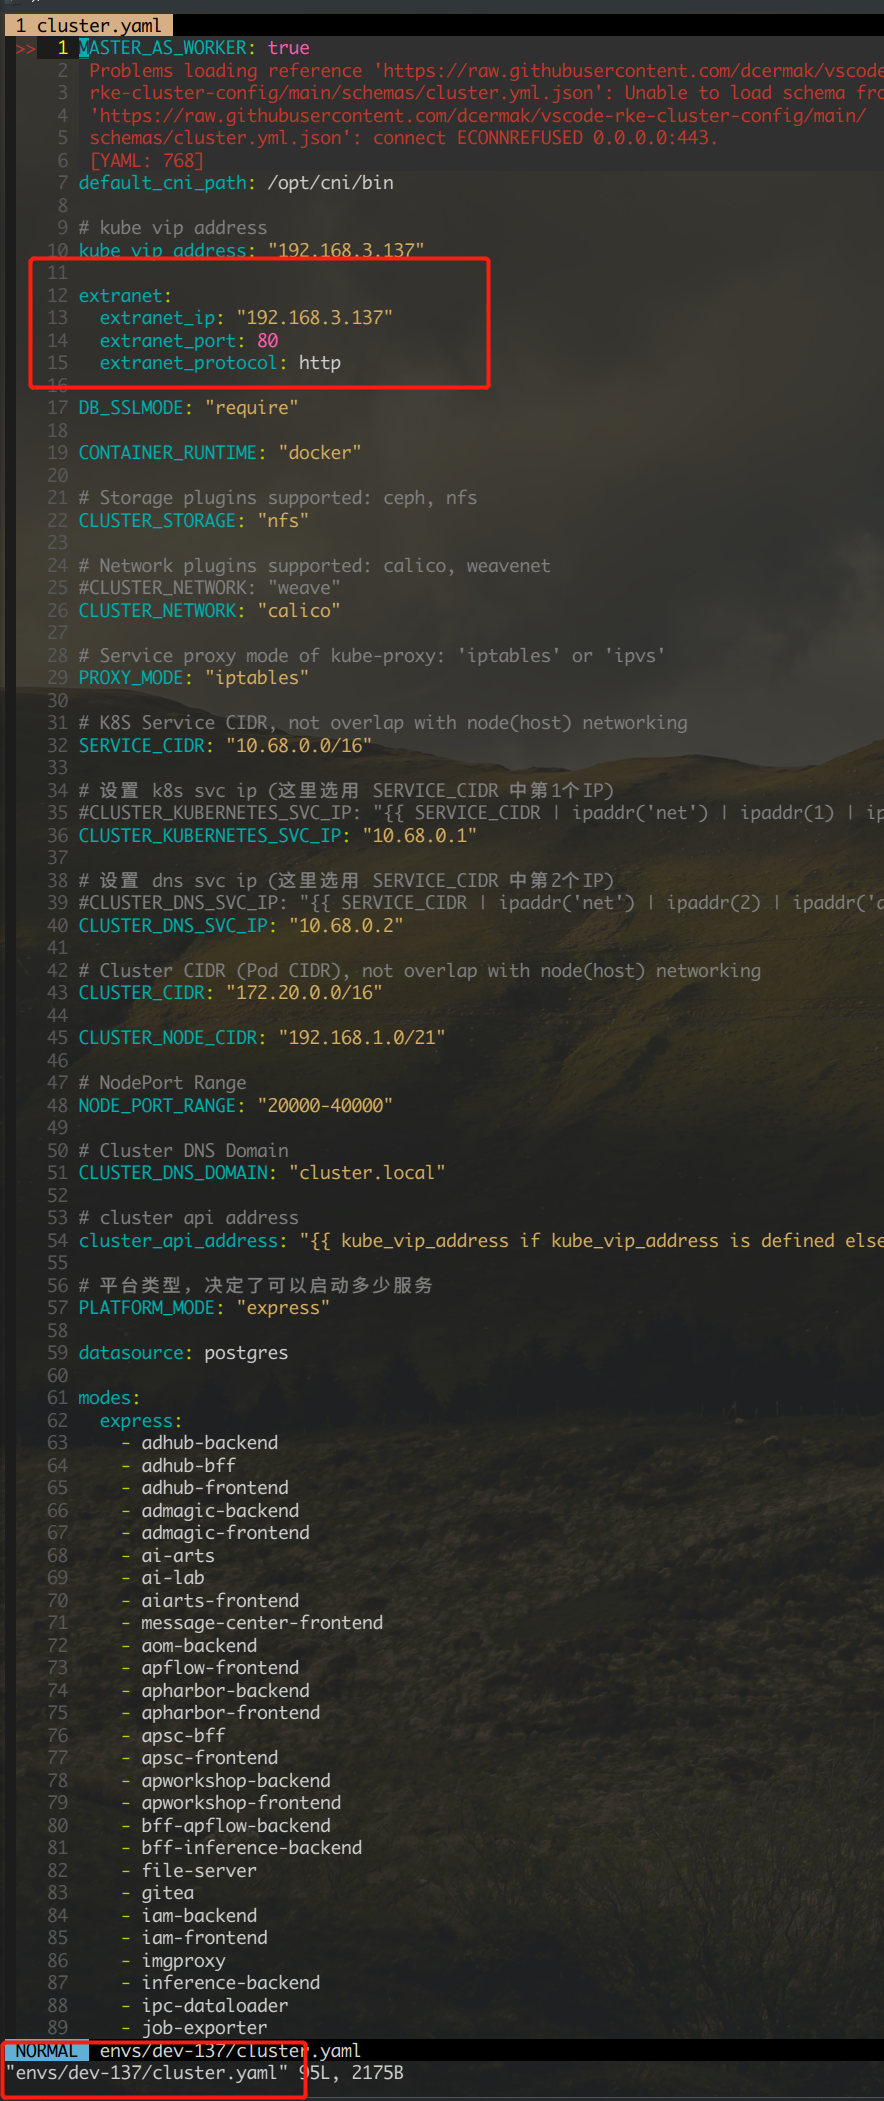 1 cluster.yaml
>> 1 MASTER_AS_WORKER: true
2 Problems loading reference 'https://raw.githubusercontent.com/dcermak/vscode
3 rke-cluster-config/main/schemas/cluster.yml.json': Unable to load schema fro
4 'https://raw.githubusercontent.com/dcermak/vscode-rke-cluster-config/main/
5 schemas/cluster.yml.json': connect ECONNREFUSED 0.0.0.0:443.
6 [YAML: 768]
7 default_cni_path: /opt/cni/bin
8
9 # kube vip address
10 kube_vip_address: "192.168.3.137"
11
12 extranet:
13 extranet_ip: "192.168.3.137"
14 extranet_port: 80
15 extranet_protocol: http
16
17 DB_SSLMODE: "require"
18
19 CONTAINER_RUNTIME: "docker"
20
21 # Storage plugins supported: ceph, nfs
22 CLUSTER_STORAGE: "nfs"
23
24 # Network plugins supported: calico, weavenet
25 #CLUSTER_NETWORK: "weave"
26 CLUSTER_NETWORK: "calico"
27
28 # Service proxy mode of kube-proxy: 'iptables' or 'ipvs'
29 PROXY_MODE: "iptables"
30
31 # K8S Service CIDR, not overlap with node(host) networking
32 SERVICE_CIDR: "10.68.0.0/16"
33
34 # 设置 k8s svc ip (这里选用 SERVICE_CIDR 中第1个IP)
35 #CLUSTER_KUBERNETES_SVC_IP: "{{ SERVICE_CIDR | ipaddr('net') | ipaddr(1) | ip
36 CLUSTER_KUBERNETES_SVC_IP: "10.68.0.1"
37
38 # 设置 dns svc ip (这里选用 SERVICE_CIDR 中第2个IP)
39 #CLUSTER_DNS_SVC_IP: "{{ SERVICE_CIDR | ipaddr('net') | ipaddr(2) | ipaddr('a
40 CLUSTER_DNS_SVC_IP: "10.68.0.2"
41
42 # Cluster CIDR (Pod CIDR), not overlap with node(host) networking
43 CLUSTER_CIDR: "172.20.0.0/16"
44
45 CLUSTER_NODE_CIDR: "192.168.1.0/21"
46
47 # NodePort Range
48 NODE_PORT_RANGE: "20000-40000"
49
50 # Cluster DNS Domain
51 CLUSTER_DNS_DOMAIN: "cluster.local"
52
53 # cluster api address
54 cluster_api_address: "{{ kube_vip_address if kube_vip_address is defined else
55
56 # 平台类型，决定了可以启动多少服务
57 PLATFORM_MODE: "express"
58
59 datasource: postgres
60
61 modes:
62 express:
63 - adhub-backend
64 - adhub-bff
65 - adhub-frontend
66 - admagic-backend
67 - admagic-frontend
68 - ai-arts
69 - ai-lab
70 - aiarts-frontend
71 - message-center-frontend
72 - aom-backend
73 - apflow-frontend
74 - apharbor-backend
75 - apharbor-frontend
76 - apsc-bff
77 - apsc-frontend
78 - apworkshop-backend
79 - apworkshop-frontend
80 - bff-apflow-backend
81 - bff-inference-backend
82 - file-server
83 - gitea
84 - iam-backend
85 - iam-frontend
86 - imgproxy
87 - inference-backend
88 - ipc-dataloader
89 - job-exporter
NORMAL envs/dev-137/cluster.yaml
"envs/dev-137/cluster.yaml" 95L, 2175B